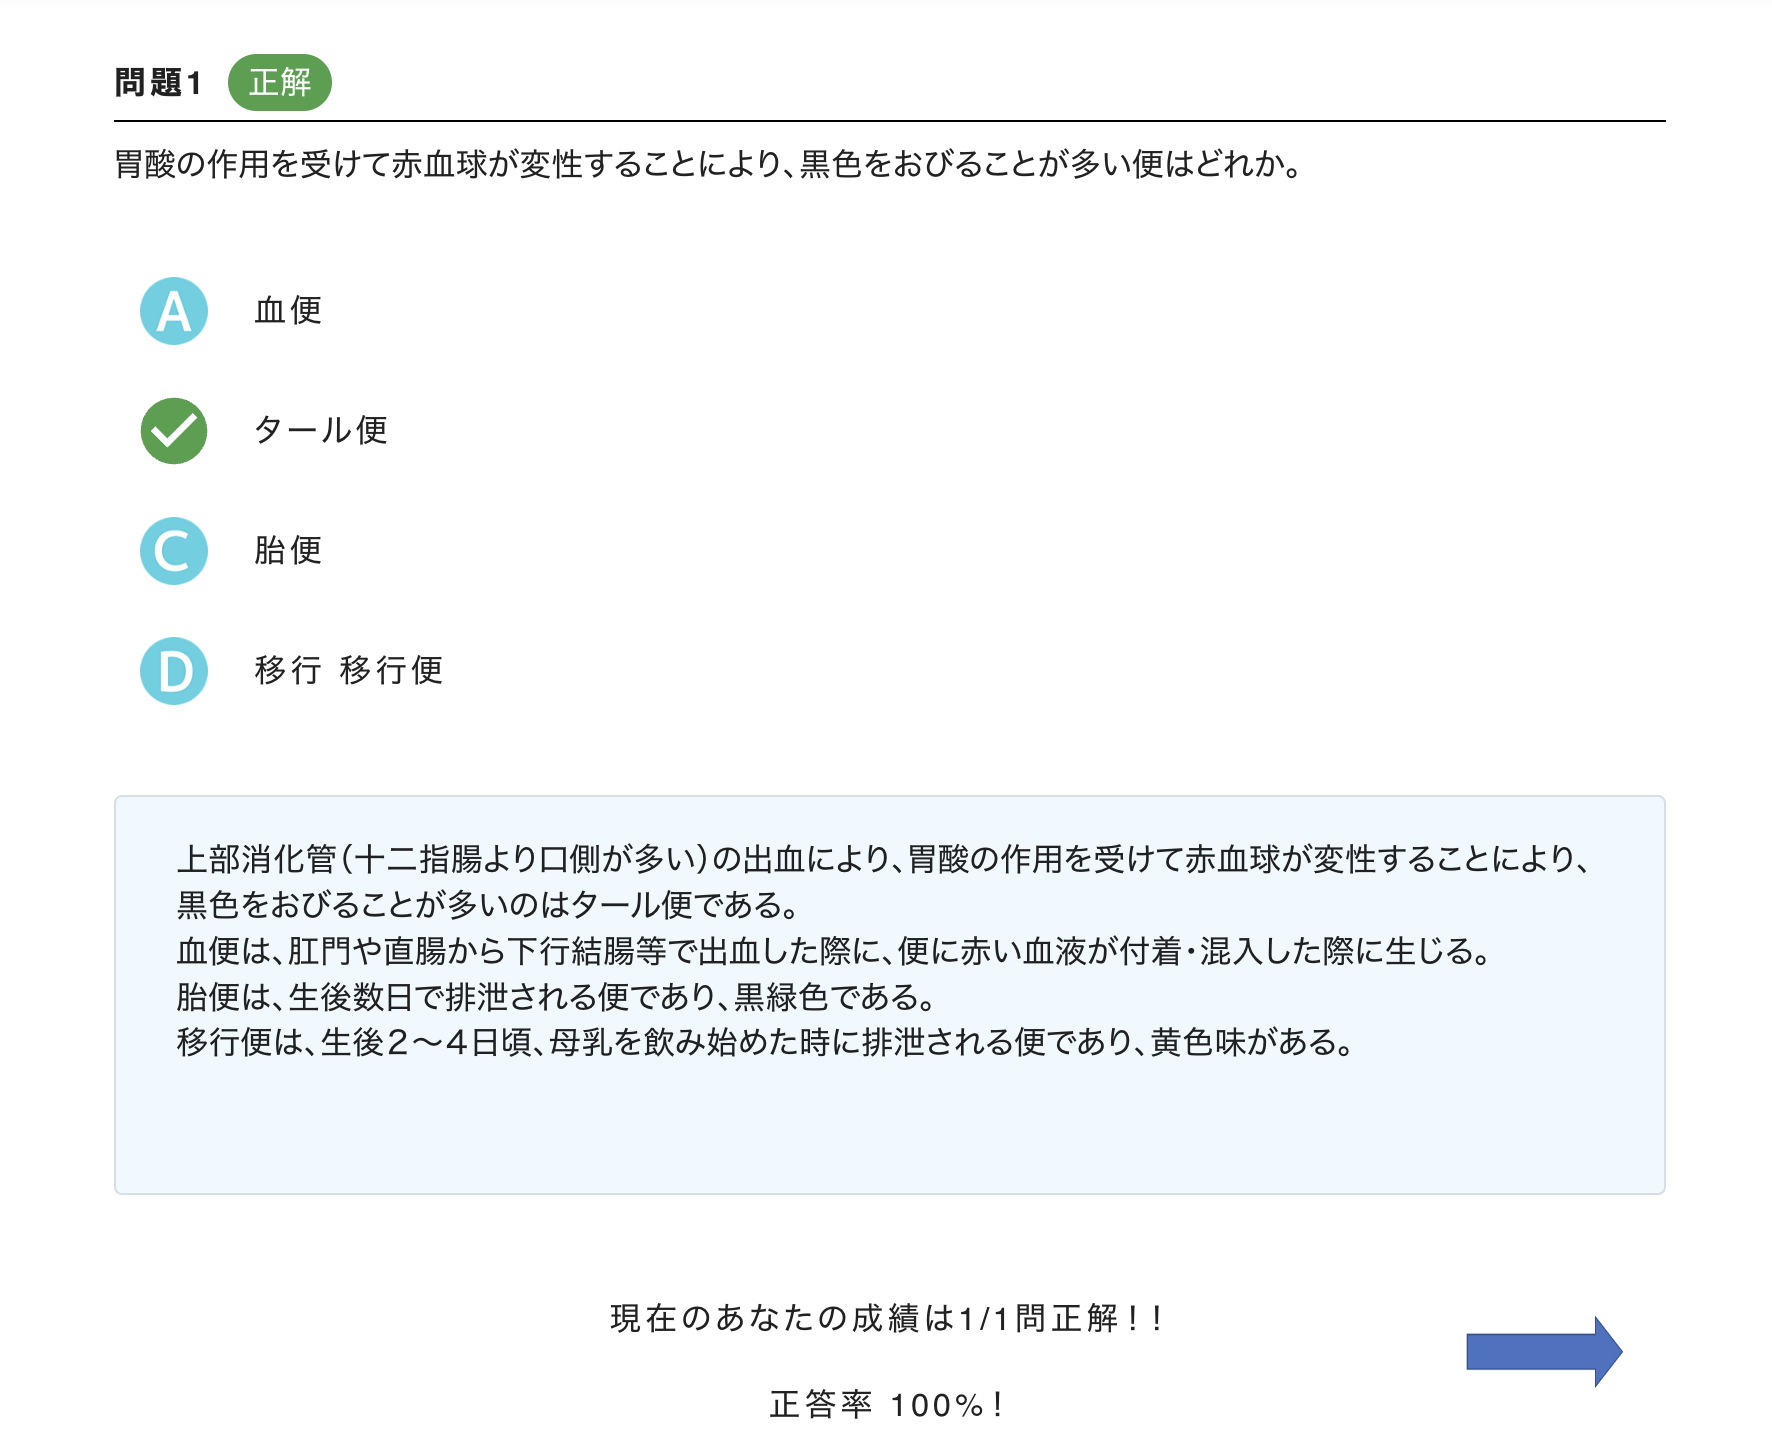 問題1 正解
胃酸の作用を受けて赤血球が変性することにより、黒色をおびることが多い便はどれか。
A 血便
タール便
C 胎便
D 移行 移行便
上部消化管（十二指腸より口側が多い）の出血により、胃酸の作用を受けて赤血球が変性することにより、
黒色をおびることが多いのはタール便である。
血便は、肛門や直腸から下行結腸等で出血した際に、便に赤い血液が付着・混入した際に生じる。
胎便は、生後数日で排泄される便であり、黒緑色である。
移行便は、生後２〜４日頃、母乳を飲み始めた時に排泄される便であり、黄色味がある。
現在のあなたの成績は1/1問正解！！
正答率 100%！